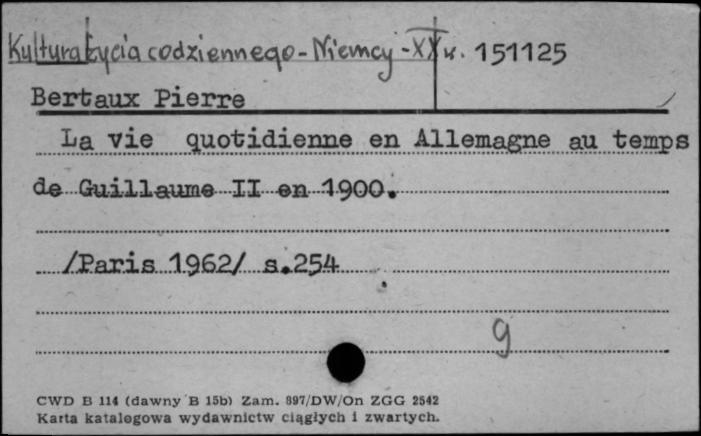 Kultura życia codziennego - Niemcy - XX w. 151125
Bertaux Pierre
La vie quotidienne en Allemagne au temps
de Guillaume II en 1900.
/Paris 1962/ s.254
g
CWD B 114 (dawny B 15b) Zam. 897/DW/On ZGG 2542
Karta katalogowa wydawnictw ciągłych i zwartych.